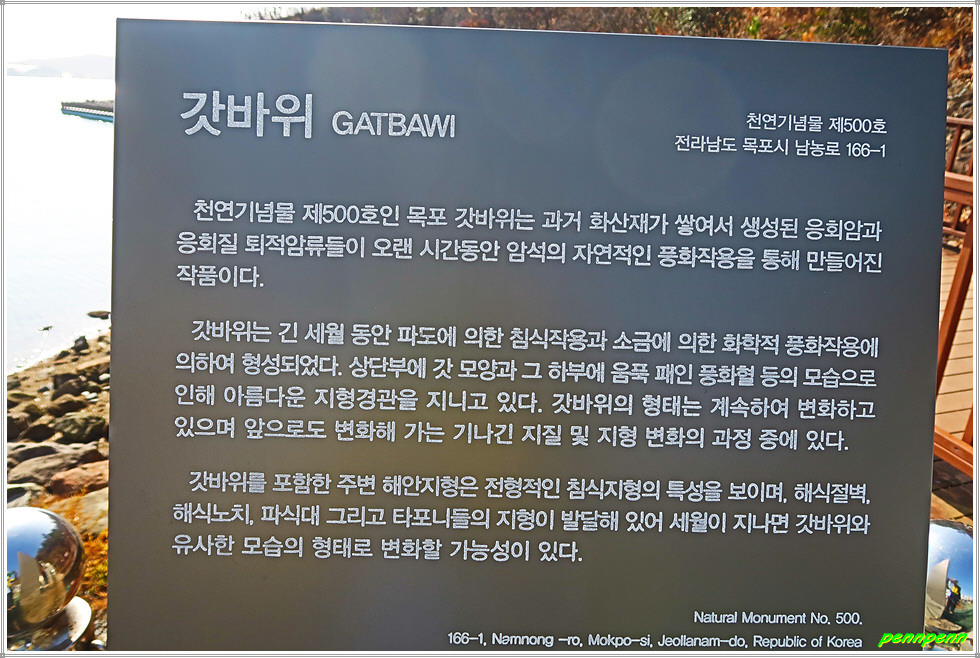 갓바위 GATBAWI
천연기념물 제500호
전라남도 목포시 남농로 166-1
천연기념물 제500호인 목포 갓바위는 과거 화산재가 쌓여서 생성된 응회암과
응회질 퇴적암류들이 오랜 시간동안 암석의 자연적인 풍화작용을 통해 만들어진
작품이다.
갓바위는 긴 세월 동안 파도에 의한 침식작용과 소금에 의한 화학적 풍화작용에
의하여 형성되었다. 상단부에 갓 모양과 그 하부에 움푹 패인 풍화혈 등의 모습으로
인해 아름다운 지형경관을 지니고 있다. 갓바위의 형태는 계속하여 변화하고
있으며 앞으로도 변화해 가는 기나긴 지질 및 지형 변화의 과정 중에 있다.
갓바위를 포함한 주변 해안지형은 전형적인 침식지형의 특성을 보이며, 해식절벽,
해식노치, 파식대 그리고 타포니들의 지형이 발달해 있어 세월이 지나면 갓바위와
유사한 모습의 형태로 변화할 가능성이 있다.
Natural Monument No. 500.
166-1, Namnong -ro, Mokpo-si, Jeollanam-do, Republic of Korea
pennpenn